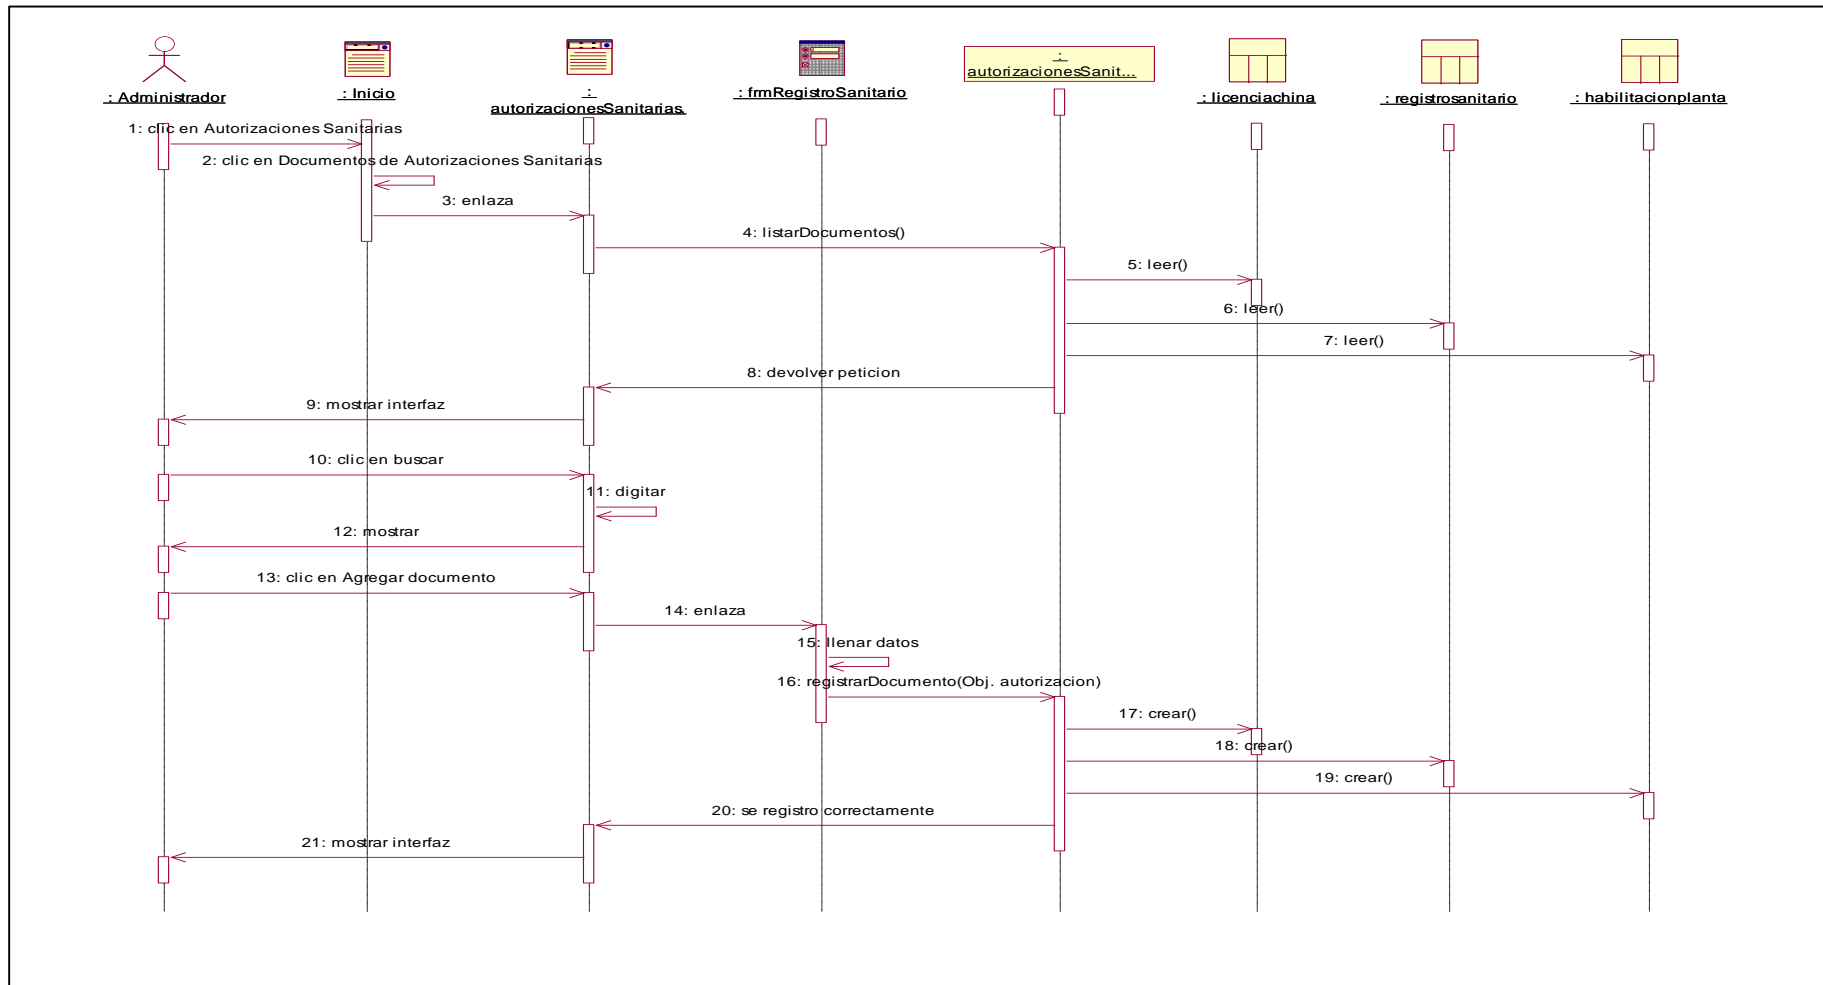 : Administrador
: Inicio
:
autorizacionesSanitarias.
: frmRegistroSanitario
:
autorizacionesSanit...
: licenciachina
: registrosanitario
: habilitacionplanta
1: clic en Autorizaciones Sanitarias
2: clic en Documentos de Autorizaciones Sanitarias
3: enlaza
4: listarDocumentos()
5: leer()
6: leer()
7: leer()
8: devolver peticion
9: mostrar interfaz
10: clic en buscar
11: digitar
12: mostrar
13: clic en Agregar documento
14: enlaza
15: llenar datos
16: registrarDocumento(Obj. autorizacion)
17: crear()
18: crear()
19: crear()
20: se registro correctamente
21: mostrar interfaz